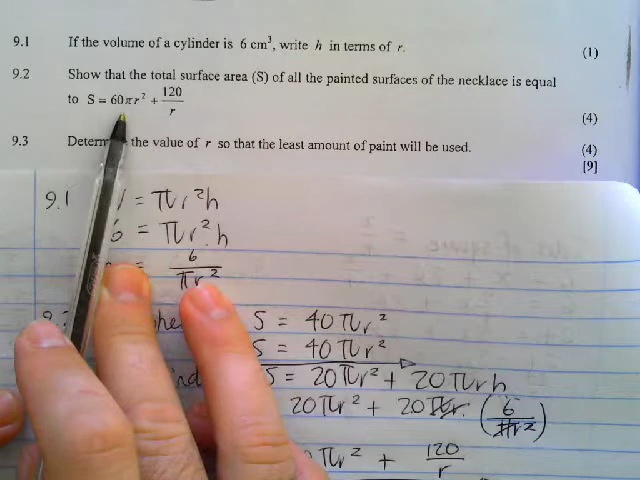 9.1 If the volume of a cylinder is 6 cm³, write h in terms of r. (1)
9.2 Show that the total surface area (S) of all the painted surfaces of the necklace is equal
to S = 60πr² + 120/r (4)
9.3 the value of r so that the least amount of paint will be used. (4)
[9]
9.1 = πr²h
6 = πr².h
= 6/πr²
S = 40πr²
S = 40πr²
S = 20πr² + 20πrh
20πr² + 20πr. (6/πr²)
πr² + 120/r